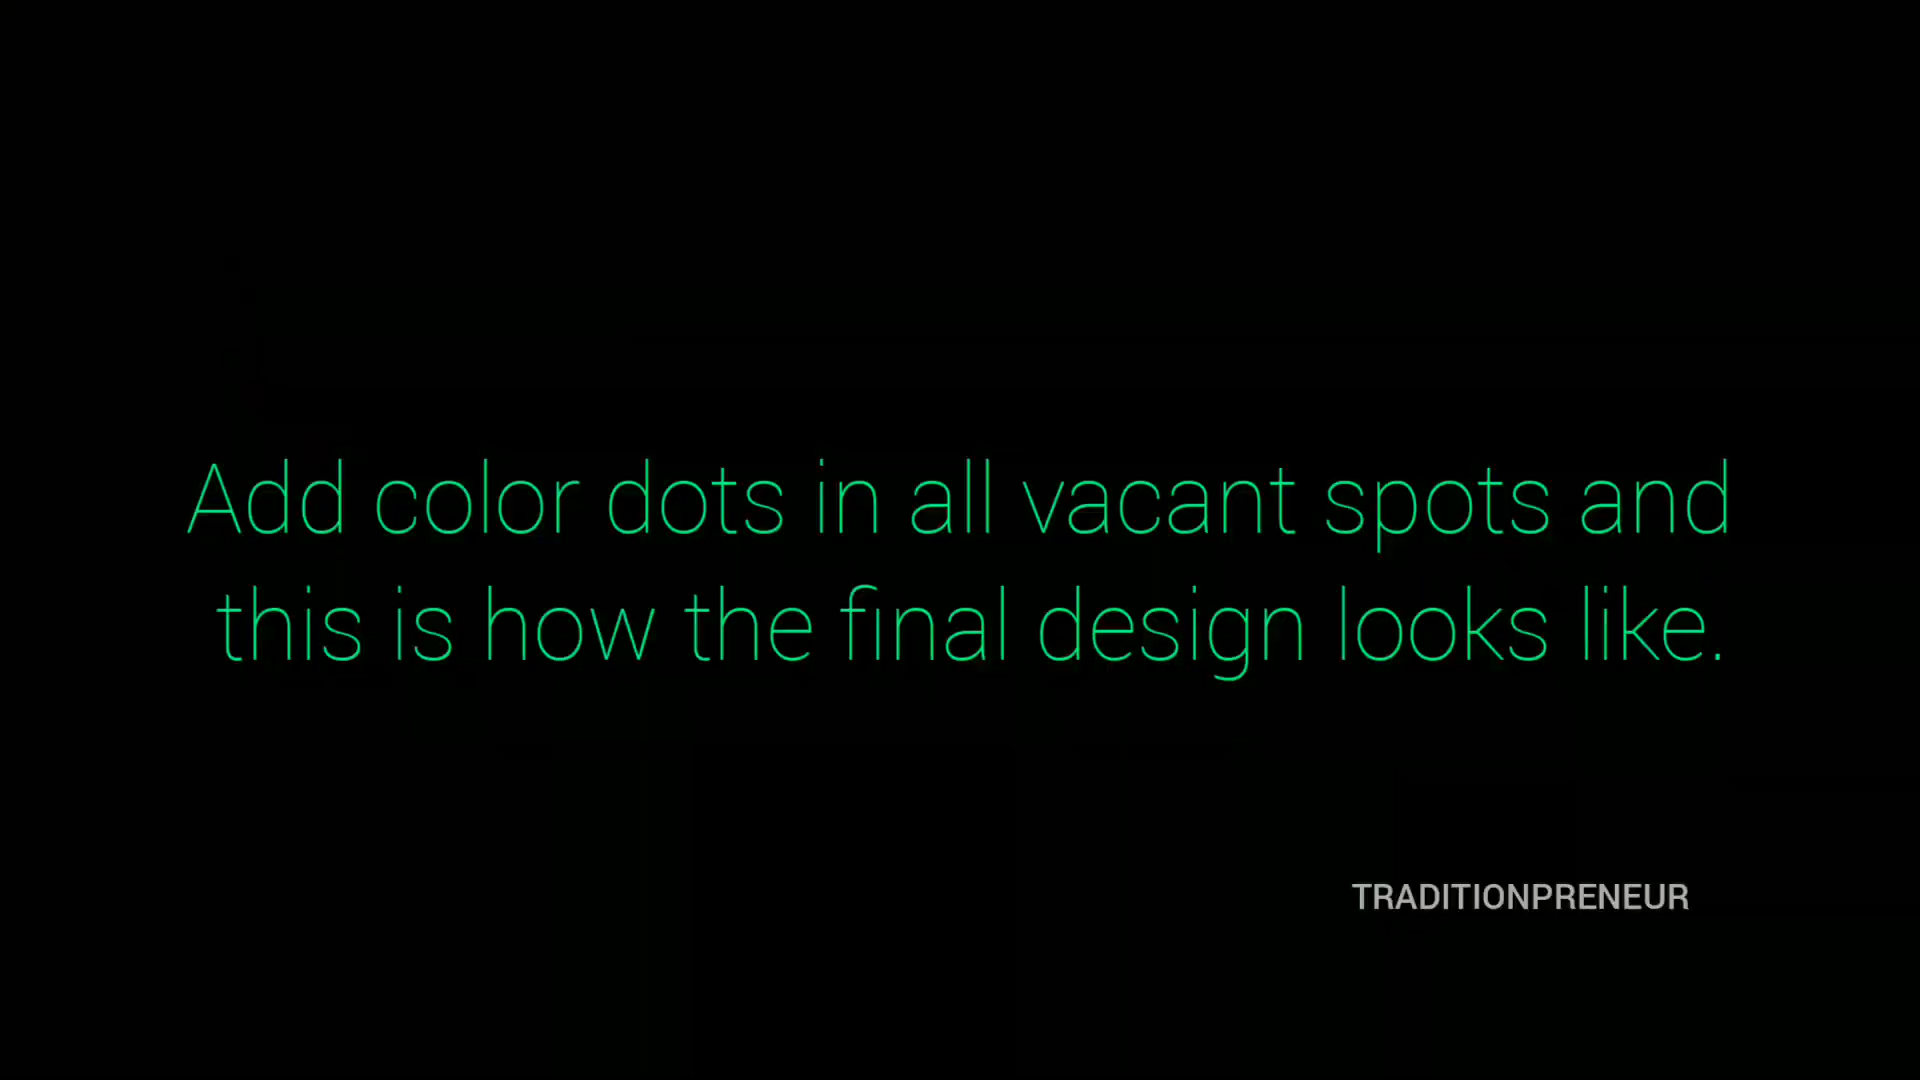 Add color dots in all vacant spots and
this is how the final design looks like.
TRADITIONPRENEUR